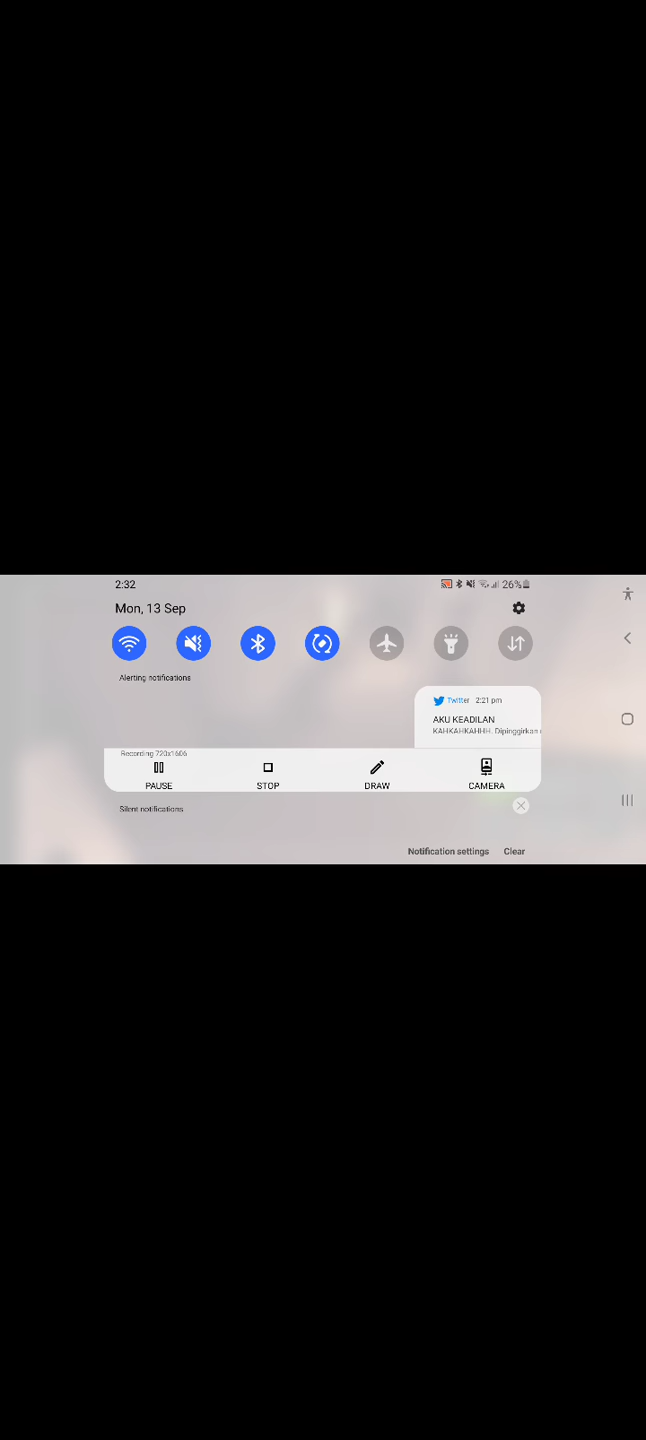 2:32
26%
Mon, 13 Sep
Alerting notifications
Twitter 2:21 pm
AKU KEADILAN
KAHKAHKAHHH. Dipinggirkan
Recording 720x1606
PAUSE STOP DRAW CAMERA
Silent notifications
Notification settings Clear